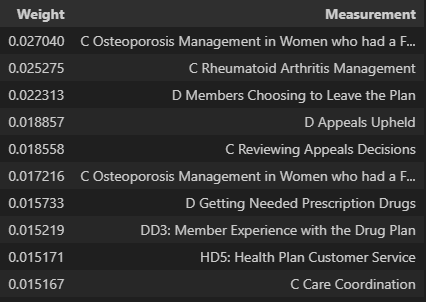 Weight Measurement
0.027040 C Osteoporosis Management in Women who had a F...
0.025275 C Rheumatoid Arthritis Management
0.022313 D Members Choosing to Leave the Plan
0.018857 D Appeals Upheld
0.018558 C Reviewing Appeals Decisions
0.017216 C Osteoporosis Management in Women who had a F...
0.015733 D Getting Needed Prescription Drugs
0.015219 DD3: Member Experience with the Drug Plan
0.015171 HD5: Health Plan Customer Service
0.015167 C Care Coordination